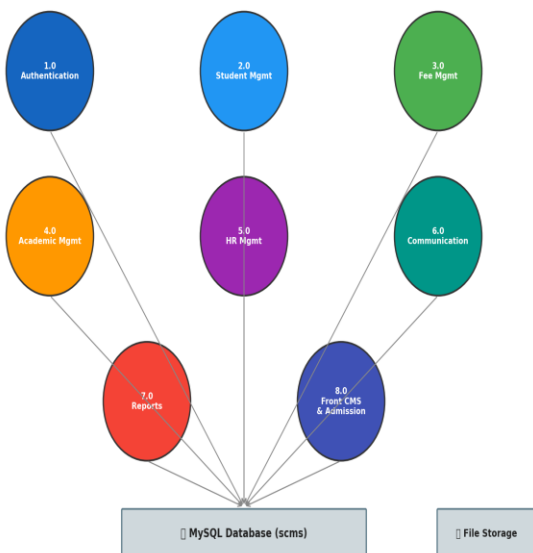 1.0
Authentication
2.0
Student Mgmt
3.0
Fee Mgmt
4.0
Academic Mgmt
5.0
HR Mgmt
6.0
Communication
7.0
Reports
8.0
Front CMS
& Admission
MySQL Database (scms)
File Storage